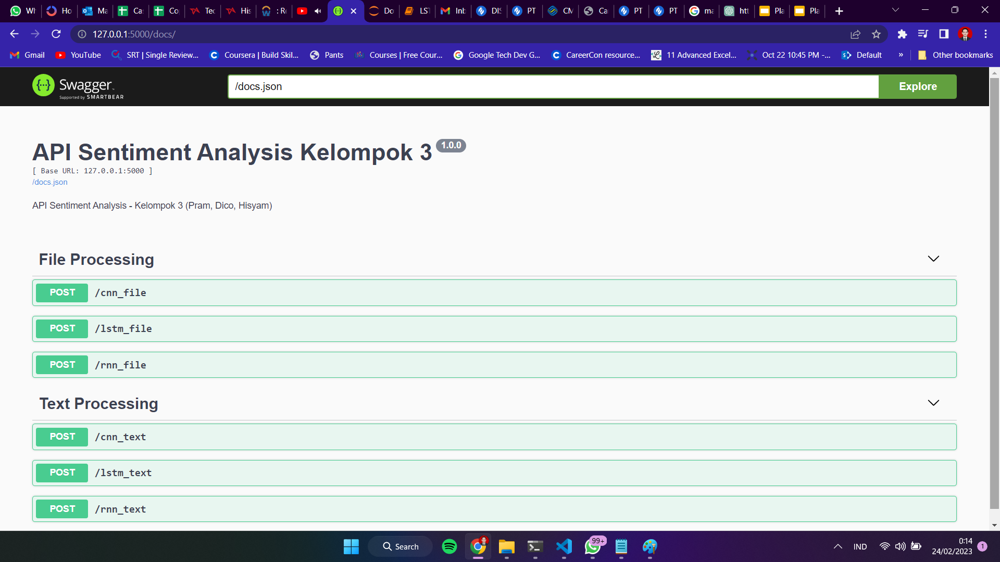 Wh
Ho
Ma
Ca
Co
Tec
His
: Re
Do
LST
Inb
DIS
PT
CM
Ca
PT
PT
ma
htt
Pla
Pla
127.0.0.1:5000/docs/
Gmail
YouTube
SRT | Single Review...
Coursera | Build Skil...
Pants
Courses | Free Cour...
Google Tech Dev G...
CareerCon resource...
11 Advanced Excel...
Oct 22 10:45 PM -...
Default
»
Other bookmarks
Swagger
Supported by SMARTBEAR
/docs.json
Explore
API Sentiment Analysis Kelompok 3 1.0.0
[ Base URL: 127.0.0.1:5000 ]
/docs.json
API Sentiment Analysis - Kelompok 3 (Pram, Dico, Hisyam)
File Processing
POST /cnn_file
POST /lstm_file
POST /rnn_file
Text Processing
POST /cnn_text
POST /lstm_text
POST /rnn_text
Search
99+
IND
0:14
24/02/2023
1